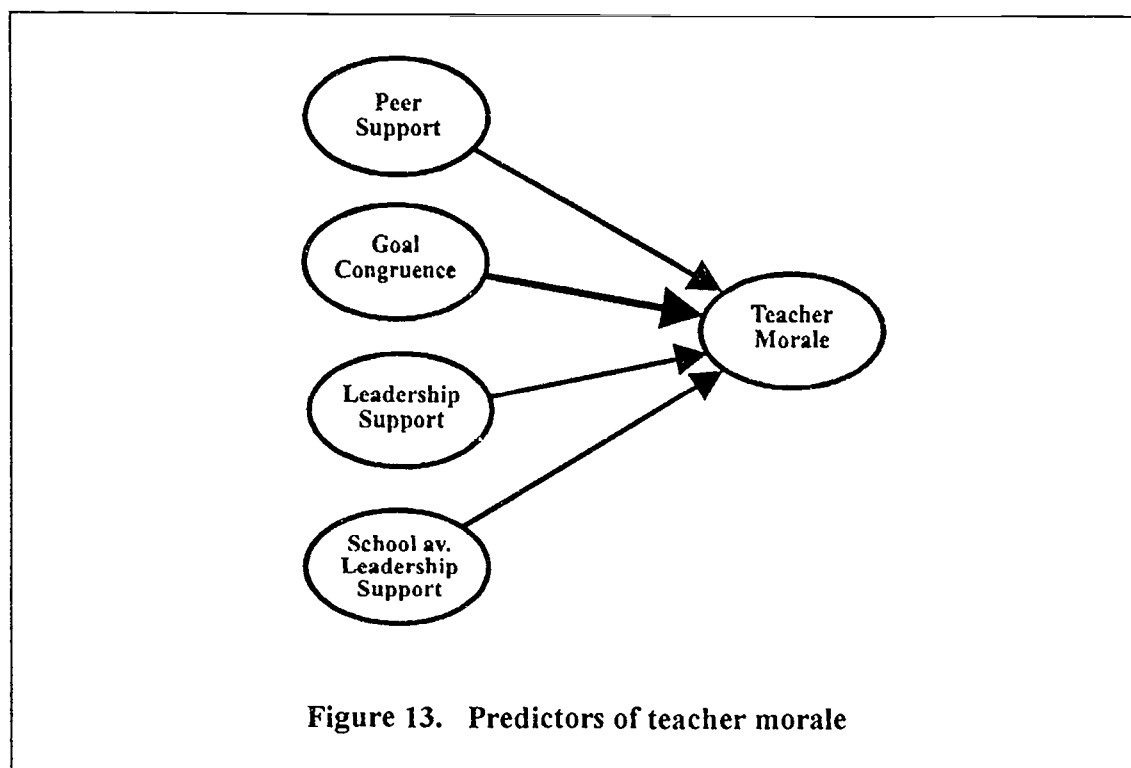 Peer
Support
Goal
Congruence
Leadership
Support
School av.
Leadership
Support
Teacher
Morale
Figure 13. Predictors of teacher morale